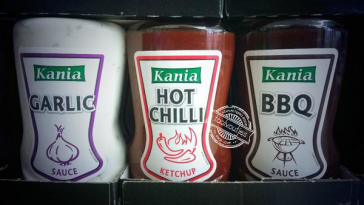 Kania
GARLIC
SAUCE
Kania
HOT
CHILLI
KETCHUP
Kania
BBQ
SAUCE